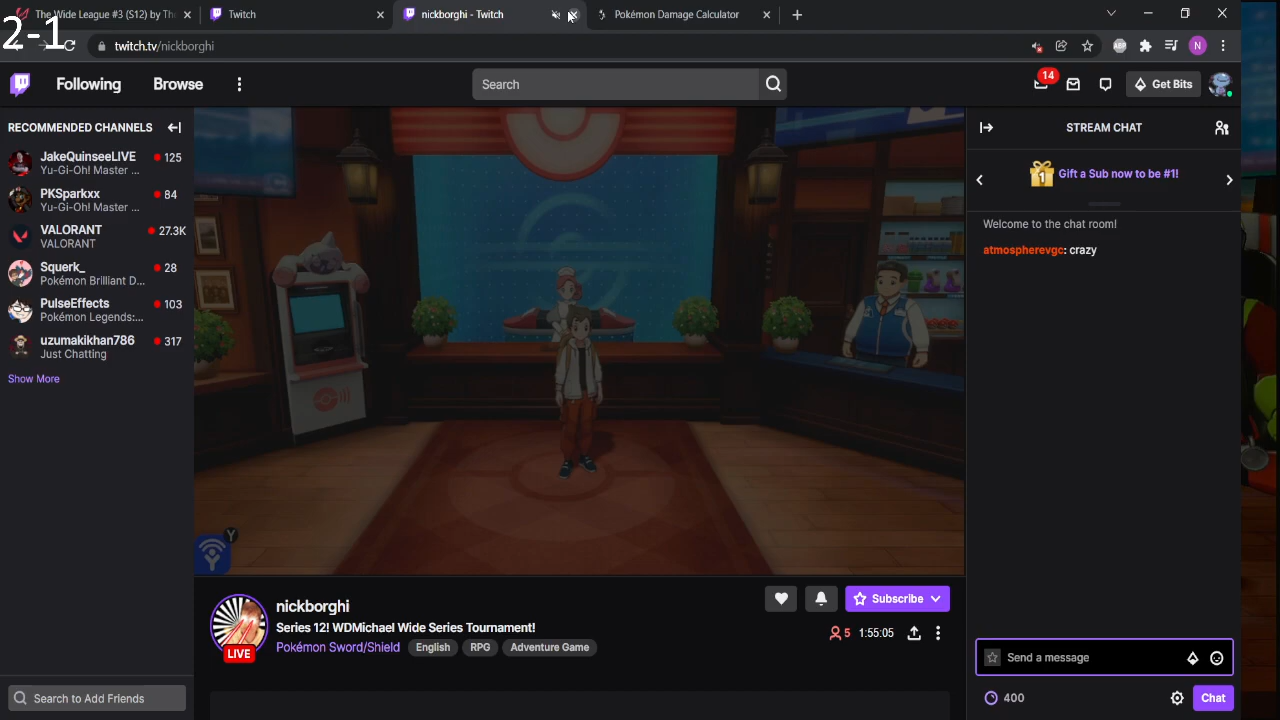 The Wide League #3 (S12) by Th
Twitch
nickborghi - Twitch
Pokémon Damage Calculator
2-1
twitch.tv/nickborghi
ABP
N
Following
Browse
Search
14
Get Bits
RECOMMENDED CHANNELS
JakeQuinseeLIVE
125
Yu-Gi-Oh! Master ...
PKSparkxx
84
Yu-Gi-Oh! Master ...
VALORANT
27.3K
VALORANT
Squerk_
28
Pokémon Brilliant D...
PulseEffects
103
Pokémon Legends:...
uzumakikhan786
317
Just Chatting
Show More
Search to Add Friends
Y
nickborghi
Series 12! WDMichael Wide Series Tournament!
Pokémon Sword/Shield
English
RPG
Adventure Game
LIVE
Subscribe
5
1:55:05
STREAM CHAT
1
Gift a Sub now to be #1!
Welcome to the chat room!
atmospherevgc: crazy
Send a message
400
Chat